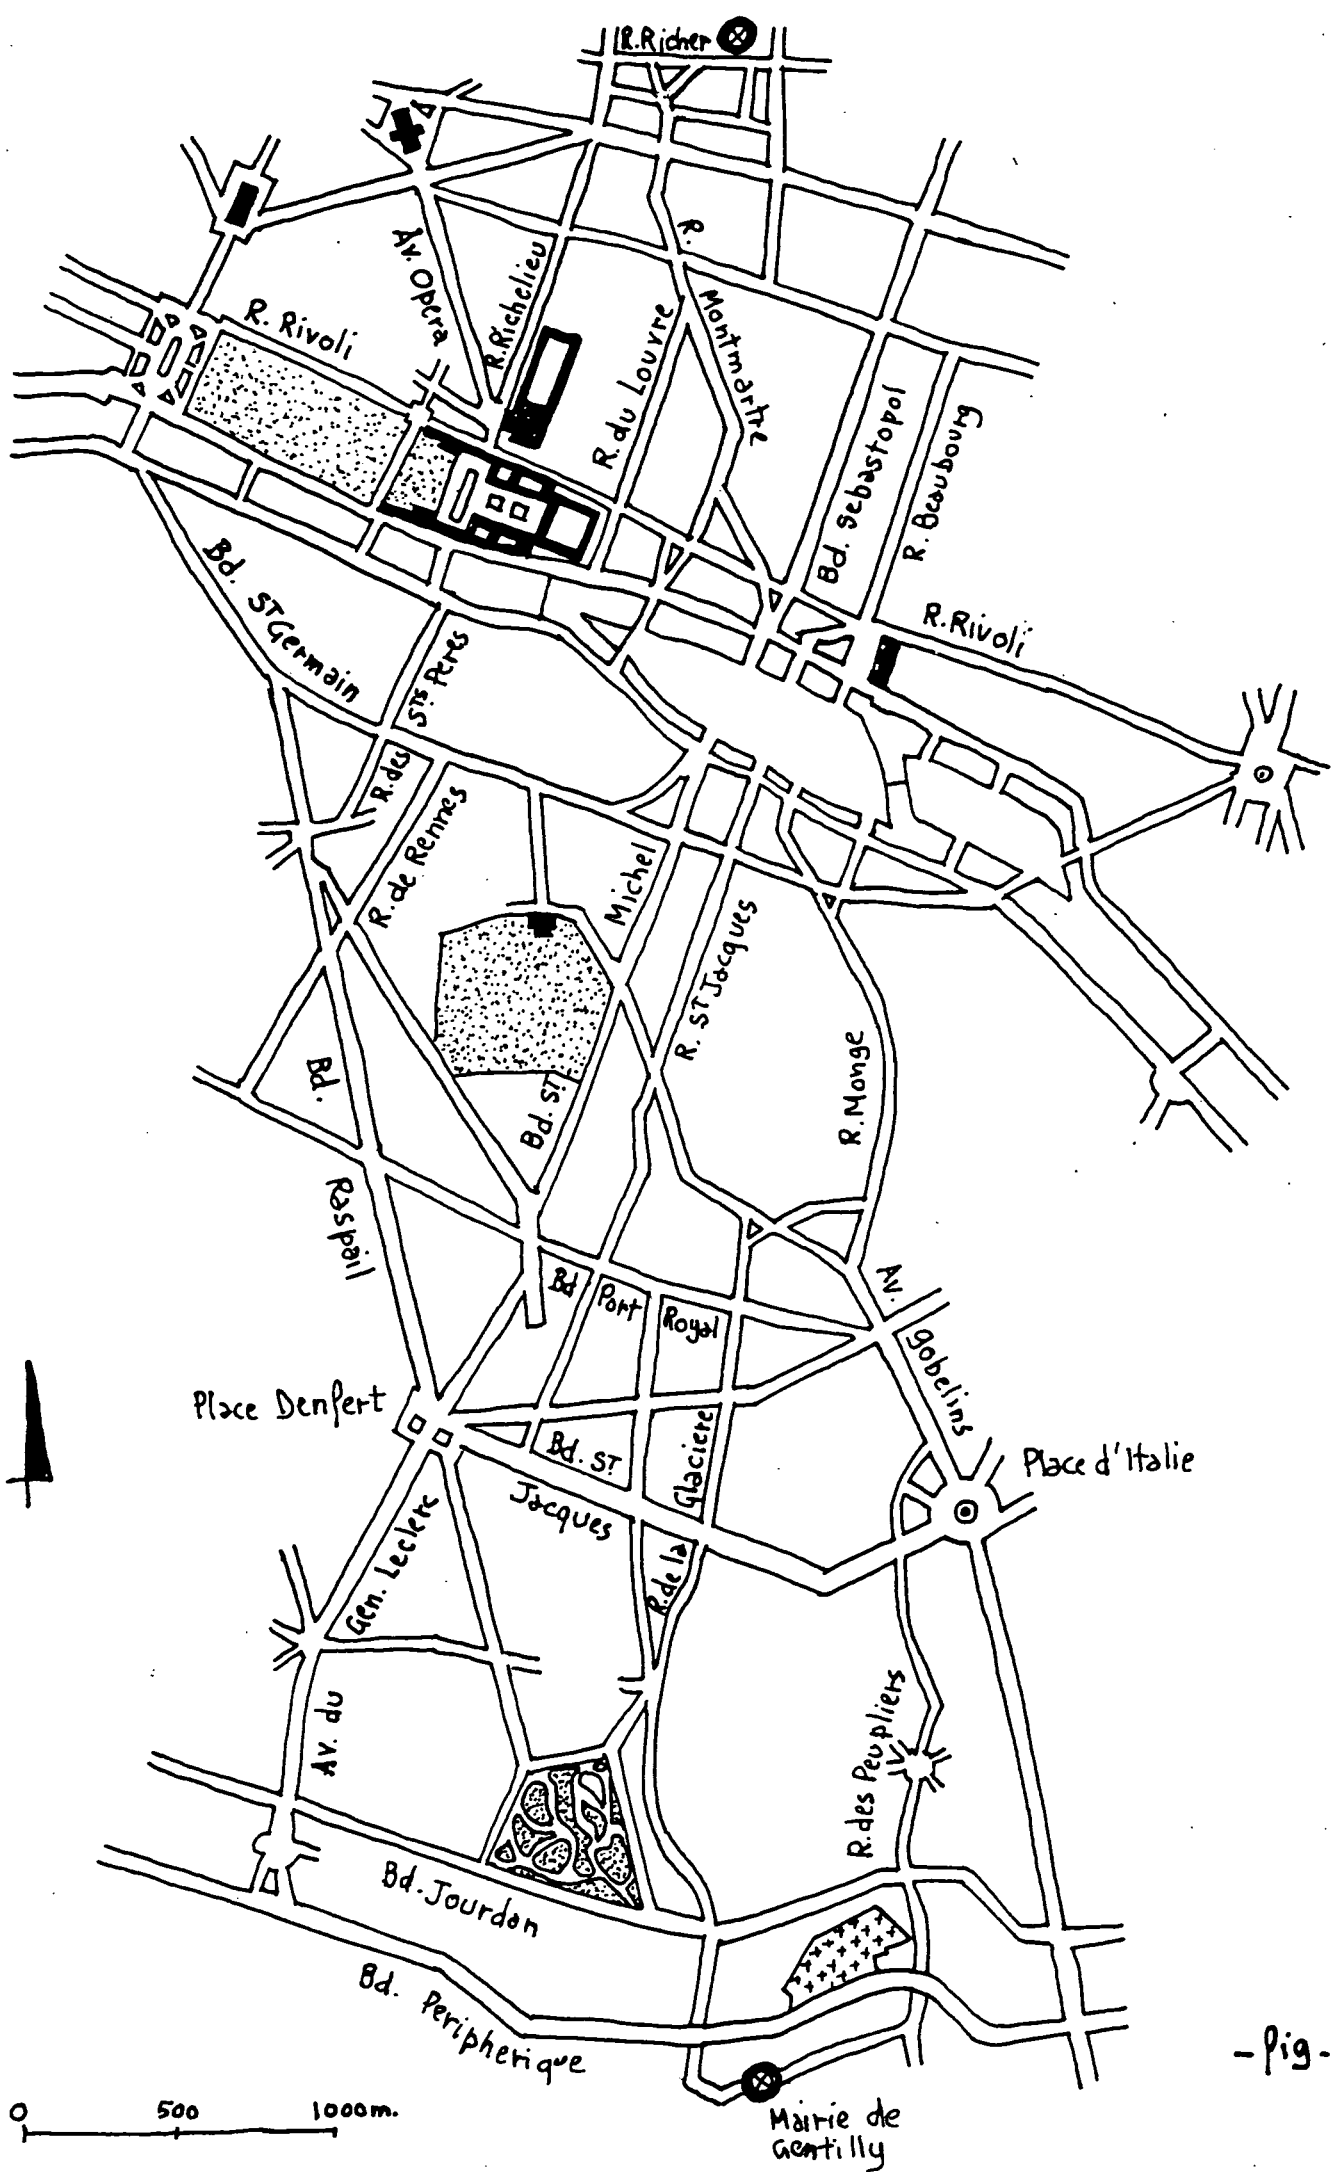 R. Richer
R.
Montmartre
Av. Opera
R. Richelieu
R. Rivoli
R. du Louvre
Bd. Sebastopol
R. Beaubourg
R. Rivoli
Bd. ST Germain
R. des Sts Peres
R. de Rennes
Bd. ST Michel
R. ST Jacques
R. Monge
Bd. Raspail
Bd Port Royal
Av. gobelins
Place Denfert
Place d'Italie
Bd. ST Jacques
R. de la Glaciere
Av. du Gen. Leclerc
R. des Peupliers
Bd. Jourdan
Bd. Peripherique
- fig -
0 500 1000m.
Mairie de
Gentilly